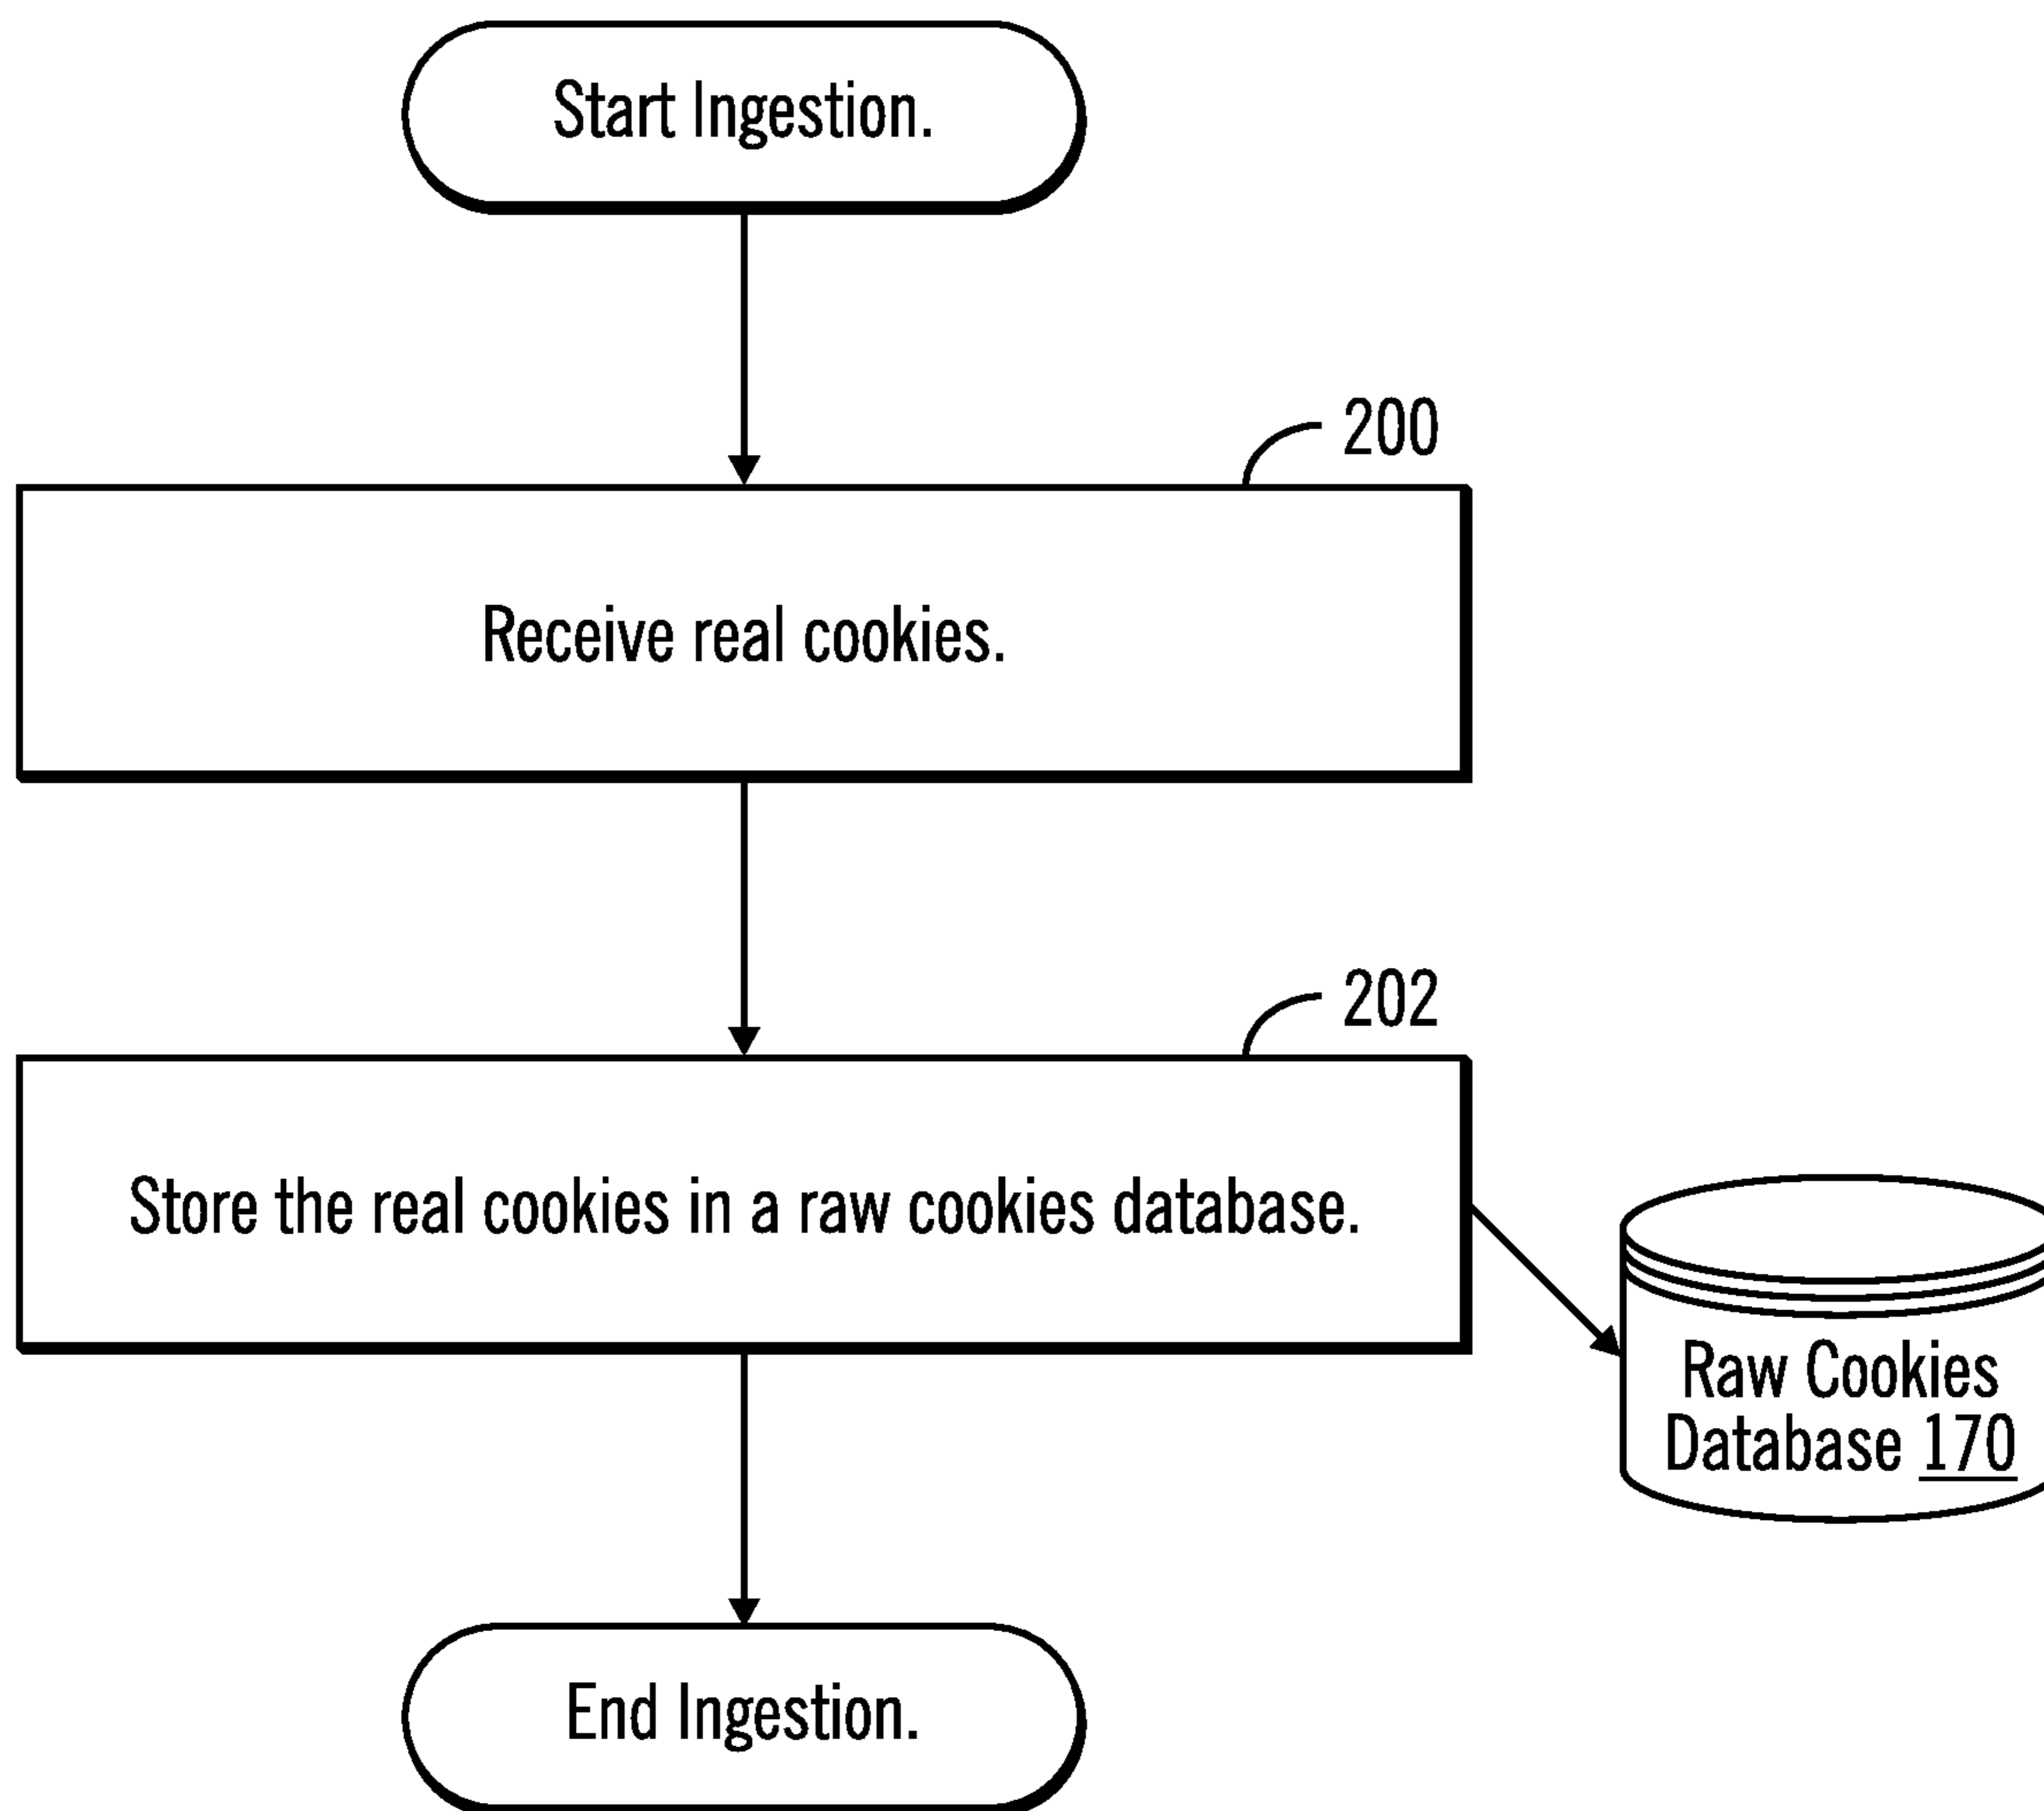 Start Ingestion.
200
Receive real cookies.
202
Store the real cookies in a raw cookies database.
Raw Cookies
Database 170
End Ingestion.